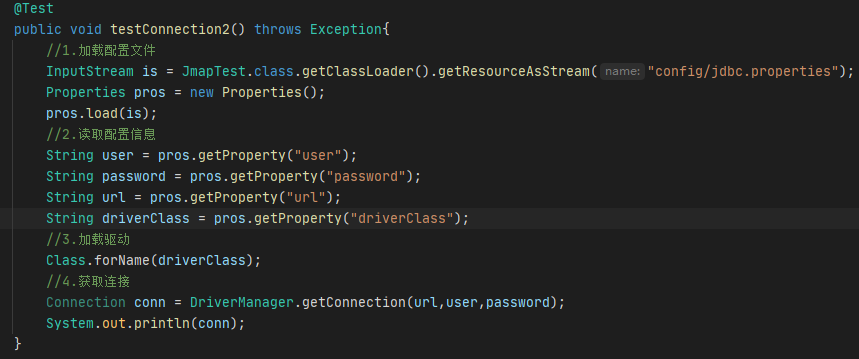 @Test
public void testConnection2() throws Exception{
//1.加载配置文件
InputStream is = JmapTest.class.getClassLoader().getResourceAsStream( name: "config/jdbc.properties");
Properties pros = new Properties();
pros.load(is);
//2.读取配置信息
String user = pros.getProperty("user");
String password = pros.getProperty("password");
String url = pros.getProperty("url");
String driverClass = pros.getProperty("driverClass");
//3.加载驱动
Class.forName(driverClass);
//4.获取连接
Connection conn = DriverManager.getConnection(url,user,password);
System.out.println(conn);
}